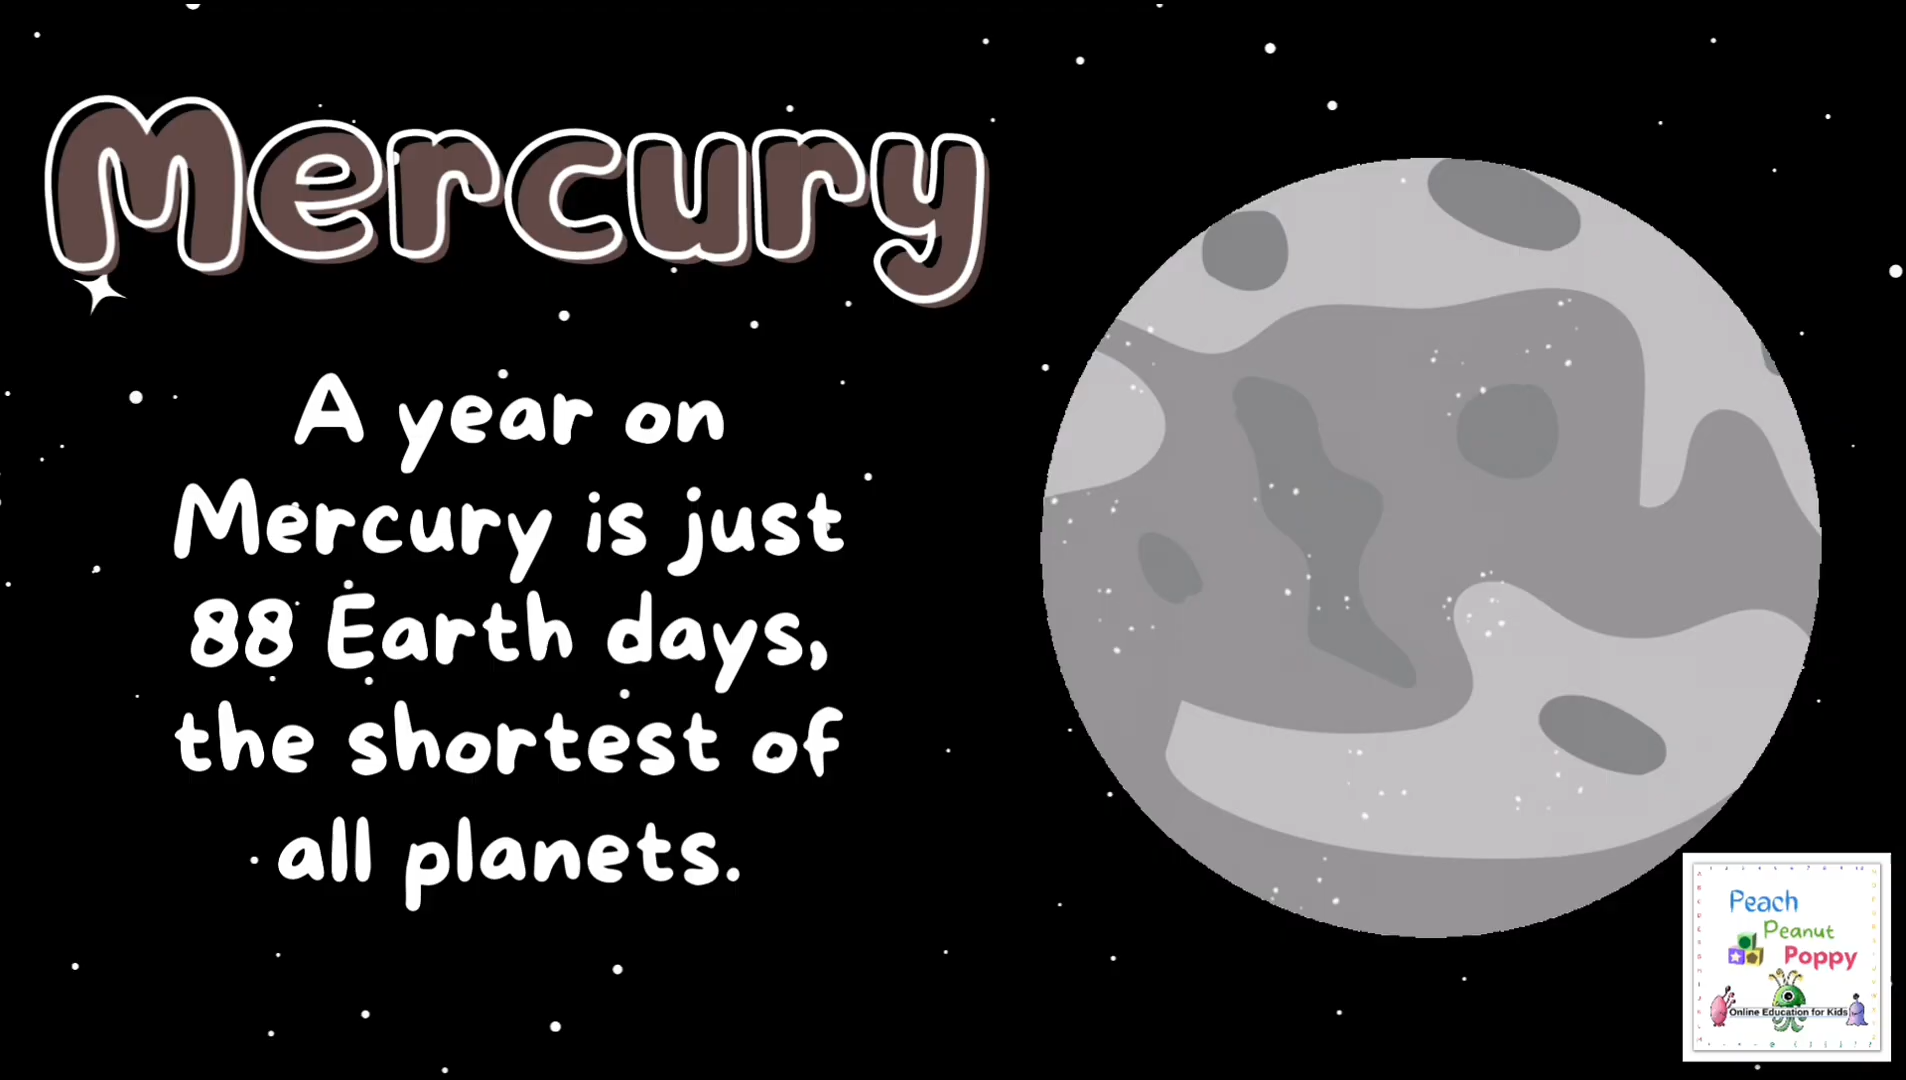 Mercury
A year on
Mercury is just
88 Earth days,
the shortest of
all planets.
Peach
Peanut
Poppy
Online Education for Kids